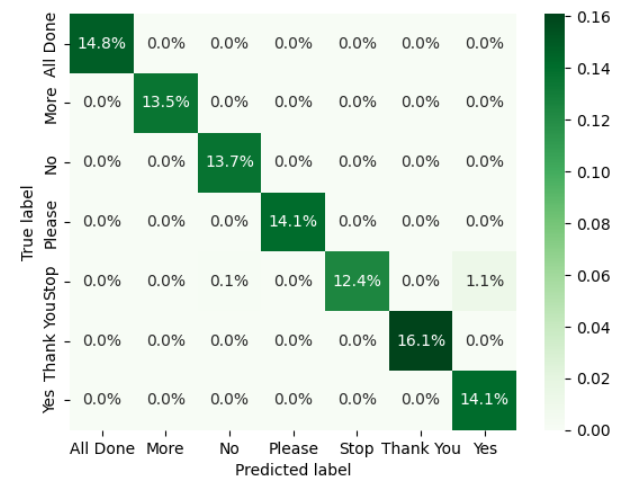 All Done 14.8% 0.0% 0.0% 0.0% 0.0% 0.0% 0.0%
More 0.0% 13.5% 0.0% 0.0% 0.0% 0.0% 0.0%
No 0.0% 0.0% 13.7% 0.0% 0.0% 0.0% 0.0%
Please 0.0% 0.0% 0.0% 14.1% 0.0% 0.0% 0.0%
Stop 0.0% 0.0% 0.1% 0.0% 12.4% 0.0% 1.1%
Thank You 0.0% 0.0% 0.0% 0.0% 0.0% 16.1% 0.0%
Yes 0.0% 0.0% 0.0% 0.0% 0.0% 0.0% 14.1%
True label
All Done More No Please Stop Thank You Yes
Predicted label
0.16
0.14
0.12
0.10
0.08
0.06
0.04
0.02
0.00